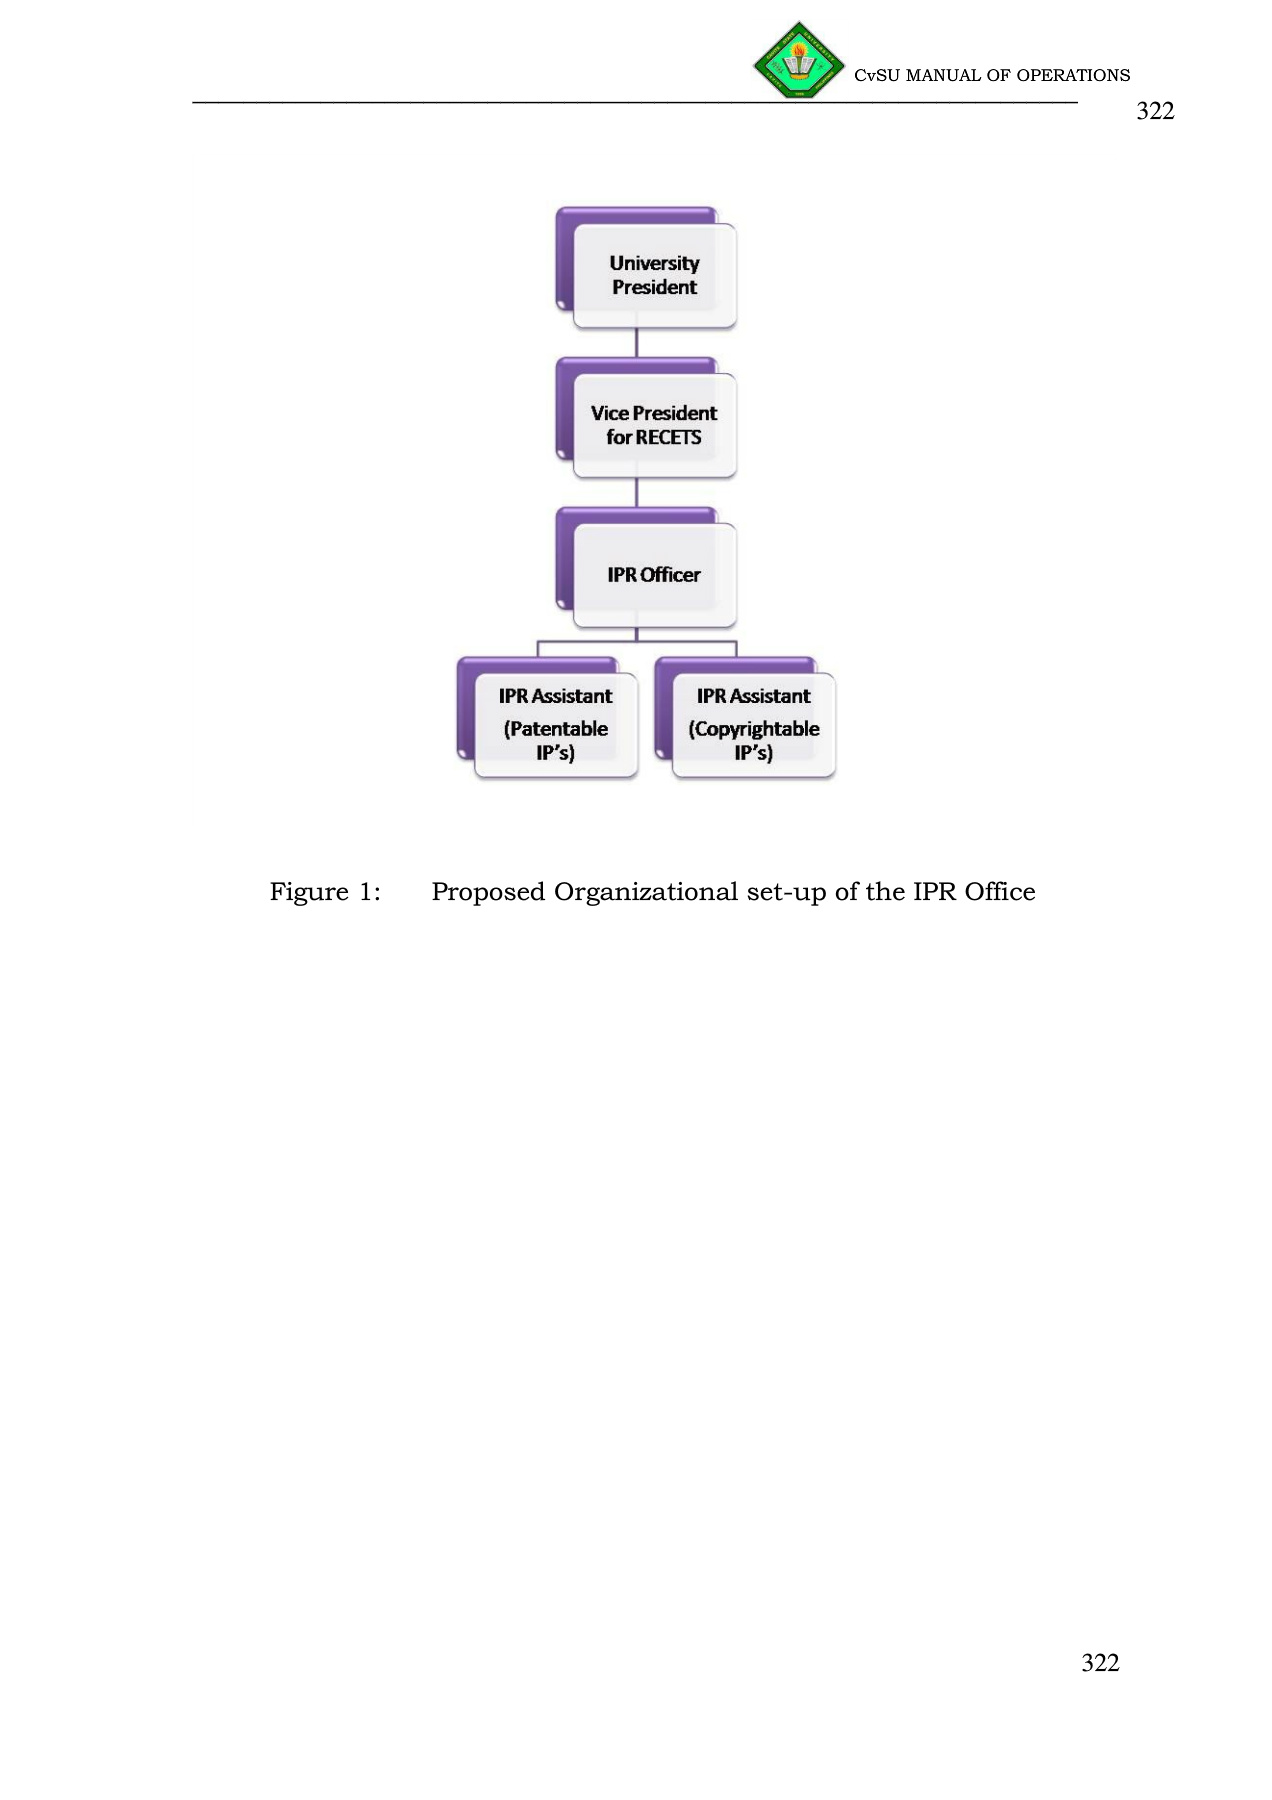 CvSU MANUAL OF OPERATIONS
322
University
President
Vice President
for RECETS
IPR Officer
IPR Assistant
(Patentable
IP's)
IPR Assistant
(Copyrightable
IP's)
Figure 1: Proposed Organizational set-up of the IPR Office
322